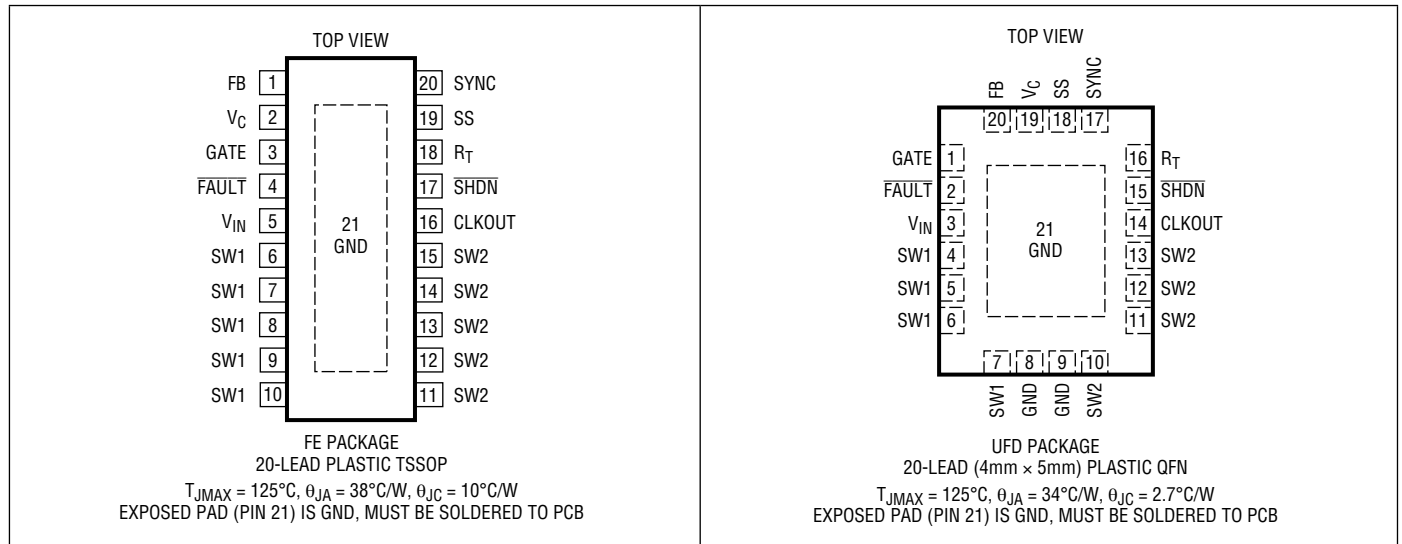 TOP VIEW
FB 1 20 SYNC
VC 2 19 SS
GATE 3 18 RT
FAULT 4 17 SHDN
VIN 5 16 CLKOUT
SW1 6 15 SW2
SW1 7 14 SW2
SW1 8 13 SW2
SW1 9 12 SW2
SW1 10 11 SW2
21
GND
FE PACKAGE
20-LEAD PLASTIC TSSOP
TJMAX = 125°C, θJA = 38°C/W, θJC = 10°C/W
EXPOSED PAD (PIN 21) IS GND, MUST BE SOLDERED TO PCB
TOP VIEW
FB VC SS SYNC
20 19 18 17
GATE 1 16 RT
FAULT 2 15 SHDN
VIN 3 14 CLKOUT
SW1 4 13 SW2
SW1 5 12 SW2
SW1 6 11 SW2
21
GND
7 8 9 10
SW1 GND GND SW2
UFD PACKAGE
20-LEAD (4mm × 5mm) PLASTIC QFN
TJMAX = 125°C, θJA = 34°C/W, θJC = 2.7°C/W
EXPOSED PAD (PIN 21) IS GND, MUST BE SOLDERED TO PCB